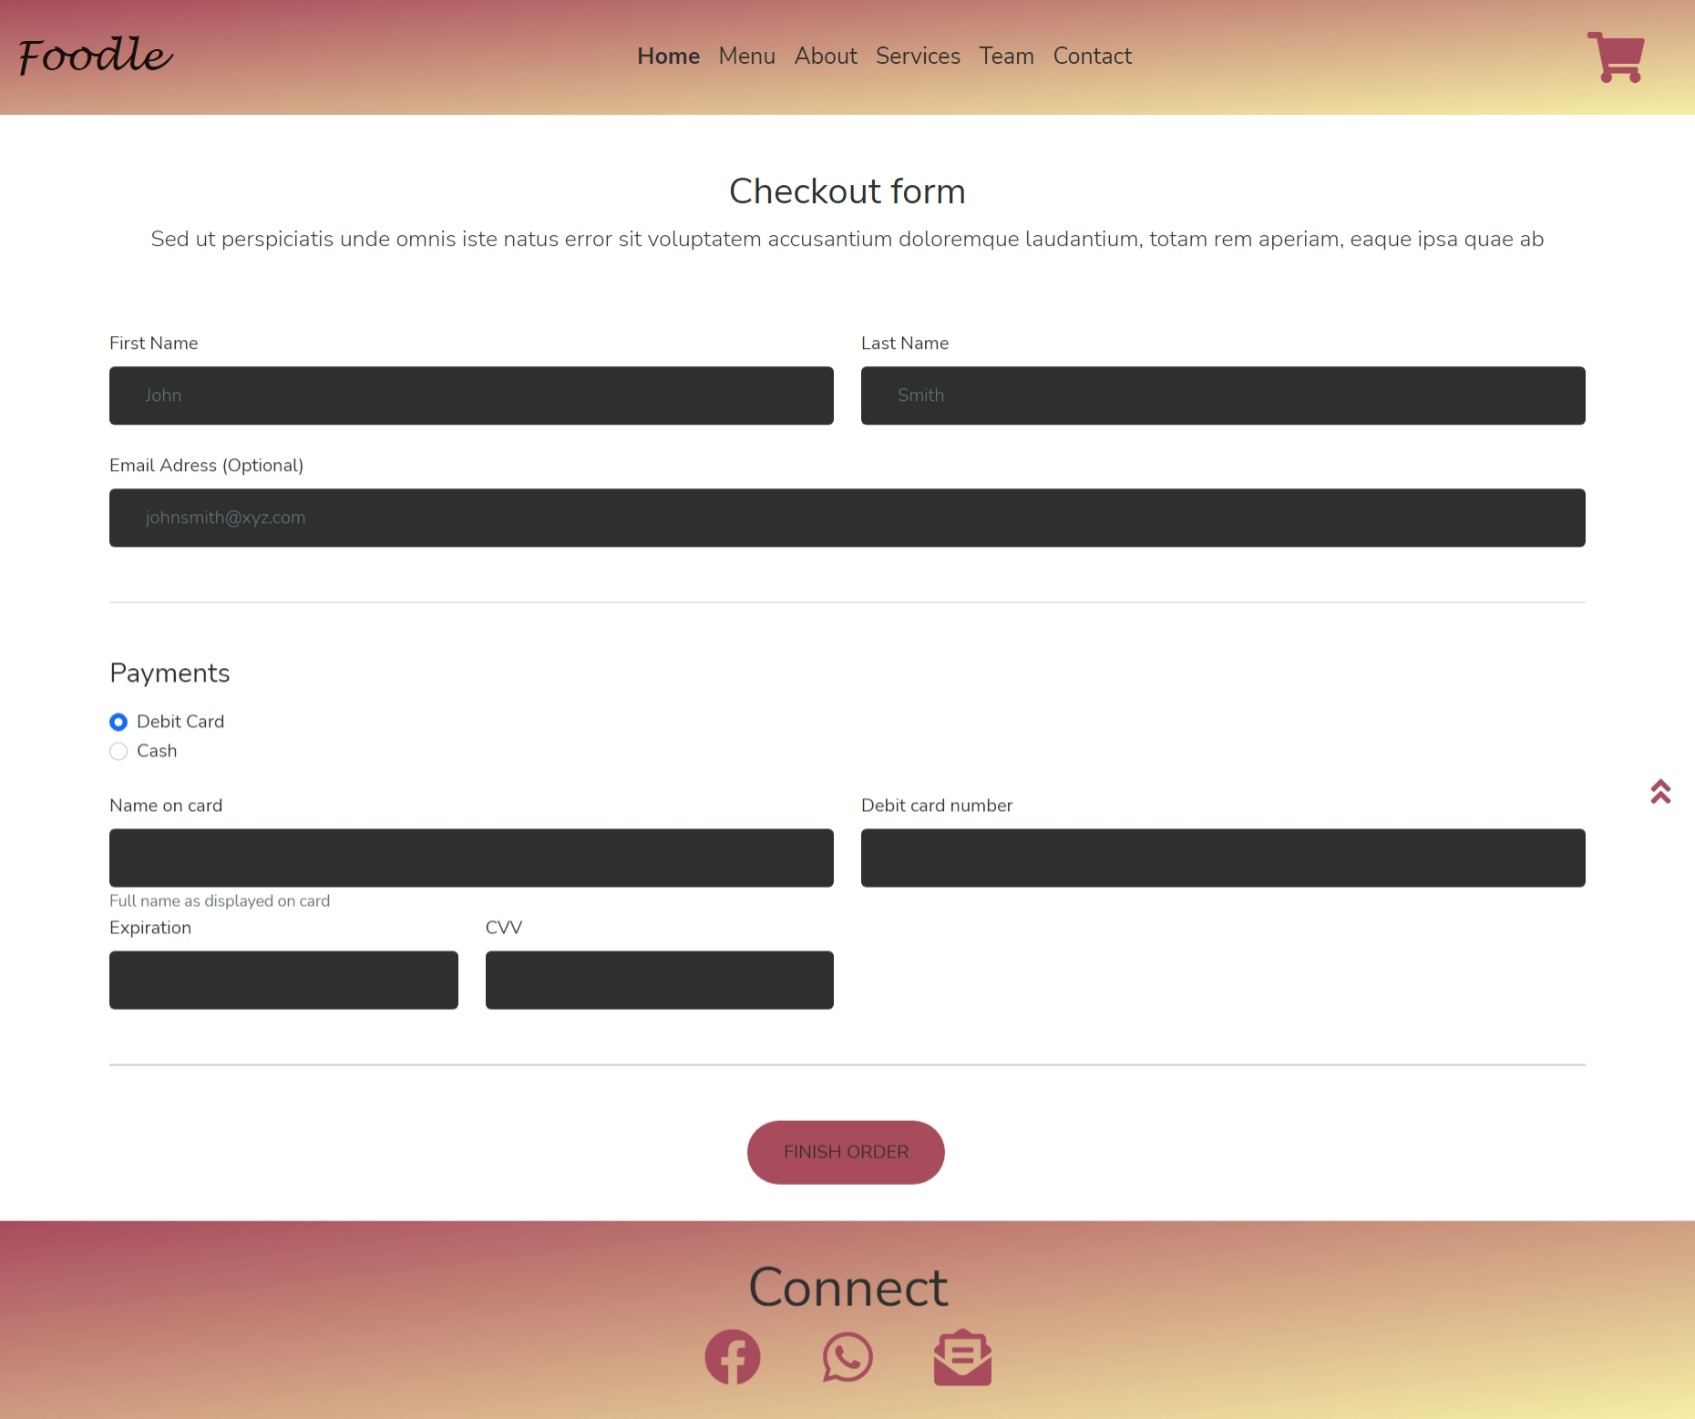 Foodle Home Menu About Services Team Contact
Checkout form
Sed ut perspiciatis unde omnis iste natus error sit voluptatem accusantium doloremque laudantium, totam rem aperiam, eaque ipsa quae ab
First Name Last Name
John Smith
Email Adress (Optional)
johnsmith@xyz.com
Payments
Debit Card
Cash
Name on card Debit card number
Full name as displayed on card
Expiration CVV
FINISH ORDER
Connect